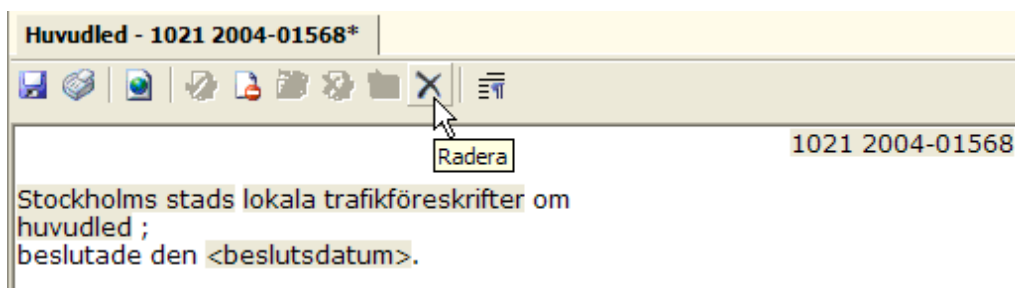 Huvudled - 1021 2004-01568*
Radera
1021 2004-01568
Stockholms stads lokala trafikföreskrifter om
huvudled ;
beslutade den <beslutsdatum>.